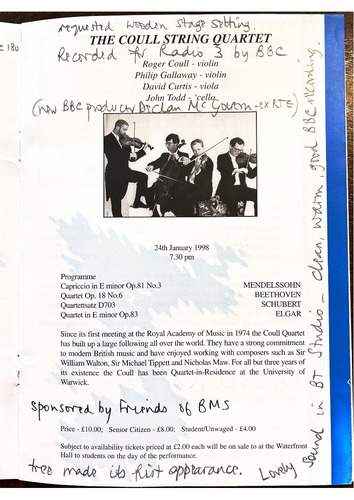 requested wooden stage setting.
THE COULL STRING QUARTET
c 180
Recorded for Radio 3 by BBC
Roger Coull - violin
Philip Gallaway - violin
David Curtis - viola
John Todd - 'cello
(now BBC producer Declan McGovern - ex RTE)
24th January 1998
7.30 pm
Programme
Capriccio in E minor Op.81 No.3 MENDELSSOHN
Quartet Op. 18 No.6 BEETHOVEN
Quartettsatz D703 SCHUBERT
Quartet in E minor Op.83 ELGAR
Since its first meeting at the Royal Academy of Music in 1974 the Coull Quartet
has built up a large following all over the world. They have a strong commitment
to modern British music and have enjoyed working with composers such as Sir
William Walton, Sir Michael Tippett and Nicholas Maw. For all but three years of
its existence the Coull has been Quartet-in-Residence at the University of
Warwick.
sponsored by Friends of BMS
Price - £10.00; Senior Citizen - £8.00; Student/Unwaged - £4.00
Subject to availability tickets priced at £2.00 each will be on sale to at the Waterfront
Hall to students on the day of the performance.
tree made its first appearance.
Lovely sound in BT Studio - clean, warm, good BBC recording.